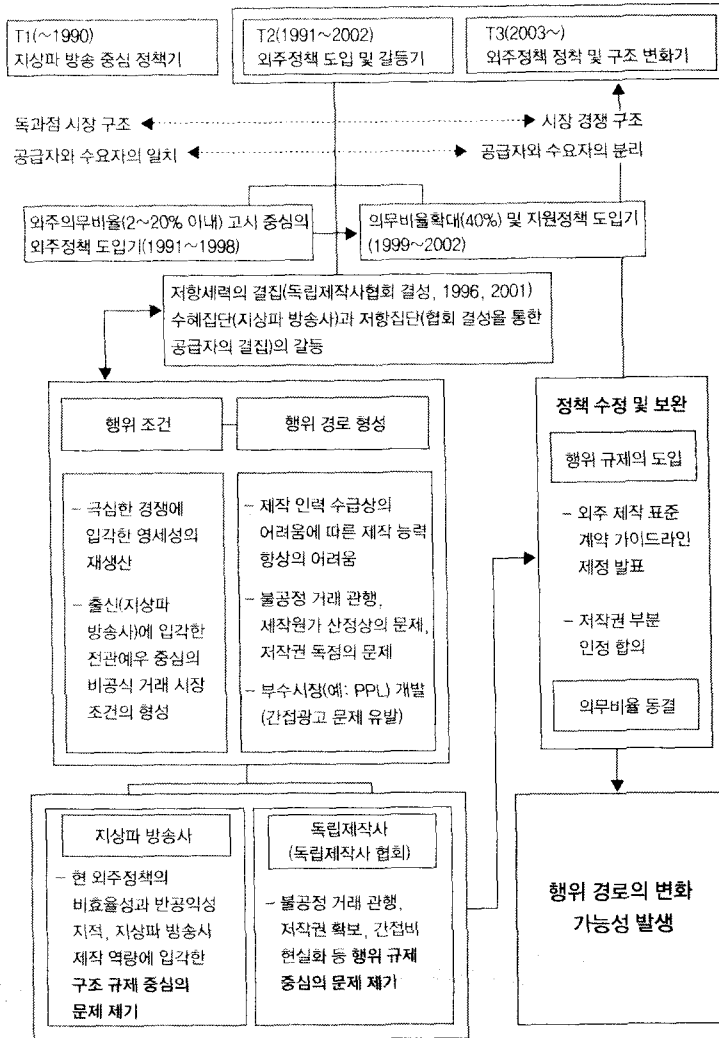 T1(~1990)
지상파 방송 중심 정책기
T2(1991~2002)
외주정책 도입 및 갈등기
T3(2003~)
외주정책 정착 및 구조 변화기
독과점 시장 구조
시장 경쟁 구조
공급자와 수요자의 일치
공급자와 수요자의 분리
외주의무비율(2~20% 이내) 고시 중심의
외주정책 도입기(1991~1998)
의무비율확대(40%) 및 지원정책 도입기
(1999~2002)
저항세력의 결집(독립제작사협회 결성, 1996, 2001)
수혜집단(지상파 방송사)과 저항집단(협회 결성을 통한
공급자의 결집)의 갈등
행위 조건
행위 경로 형성
- 극심한 경쟁에
입각한 영세성의
재생산
- 출신(지상파
방송사)에 입각한
전관예우 중심의
비공식 거래 시장
조건의 형성
- 제작 인력 수급상의
어려움에 따른 제작 능력
향상의 어려움
- 불공정 거래 관행,
제작원가 산정상의 문제,
저작권 독점의 문제
- 부수시장(예: PPL) 개발
(간접광고 문제 유발)
정책 수정 및 보완
행위 규제의 도입
- 외주 제작 표준
계약 가이드라인
제정 발표
- 저작권 부분
인정 합의
의무비율 동결
지상파 방송사
- 현 외주정책의
비효율성과 반공익성
지적, 지상파 방송사
제작 역량에 입각한
구조 규제 중심의
문제 제기
독립제작사
(독립제작사 협회)
- 불공정 거래 관행,
저작권 확보, 간접비
현실화 등 행위 규제
중심의 문제 제기
행위 경로의 변화
가능성 발생